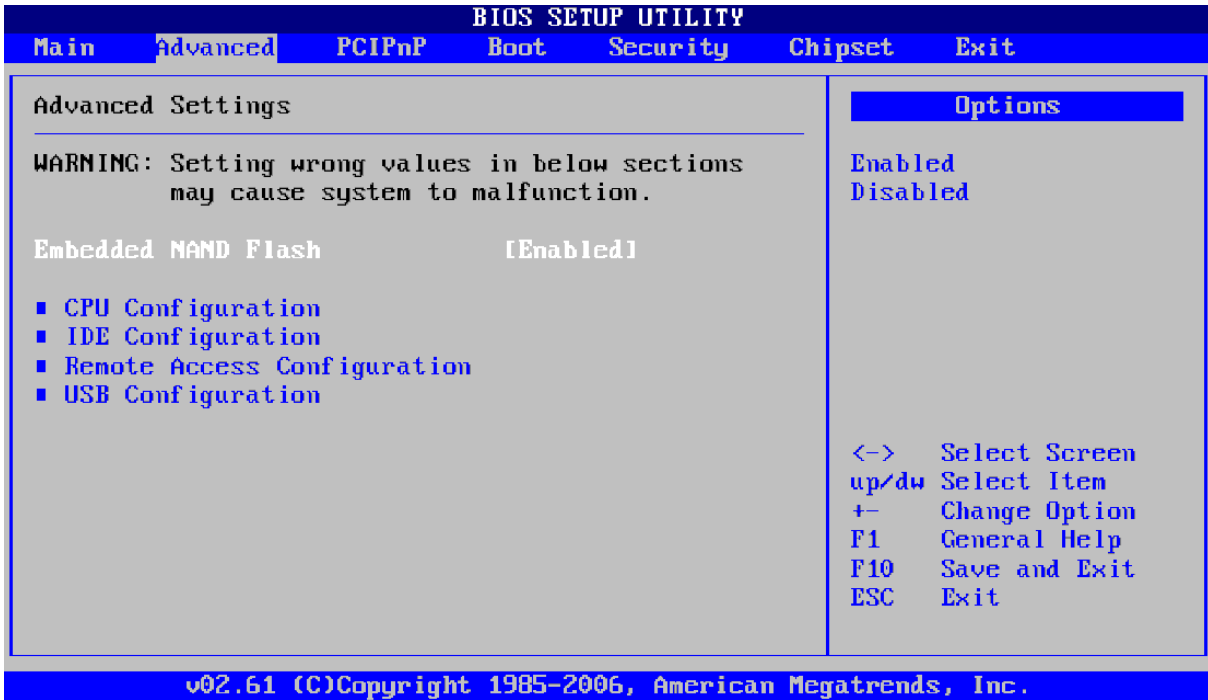 BIOS SETUP UTILITY
Main Advanced PCIPnP Boot Security Chipset Exit
Advanced Settings
WARNING: Setting wrong values in below sections
may cause system to malfunction.
Embedded NAND Flash [Enabled]
▪ CPU Configuration
▪ IDE Configuration
▪ Remote Access Configuration
▪ USB Configuration
Options
Enabled
Disabled
<-> Select Screen
up/dw Select Item
+- Change Option
F1 General Help
F10 Save and Exit
ESC Exit
v02.61 (C)Copyright 1985-2006, American Megatrends, Inc.